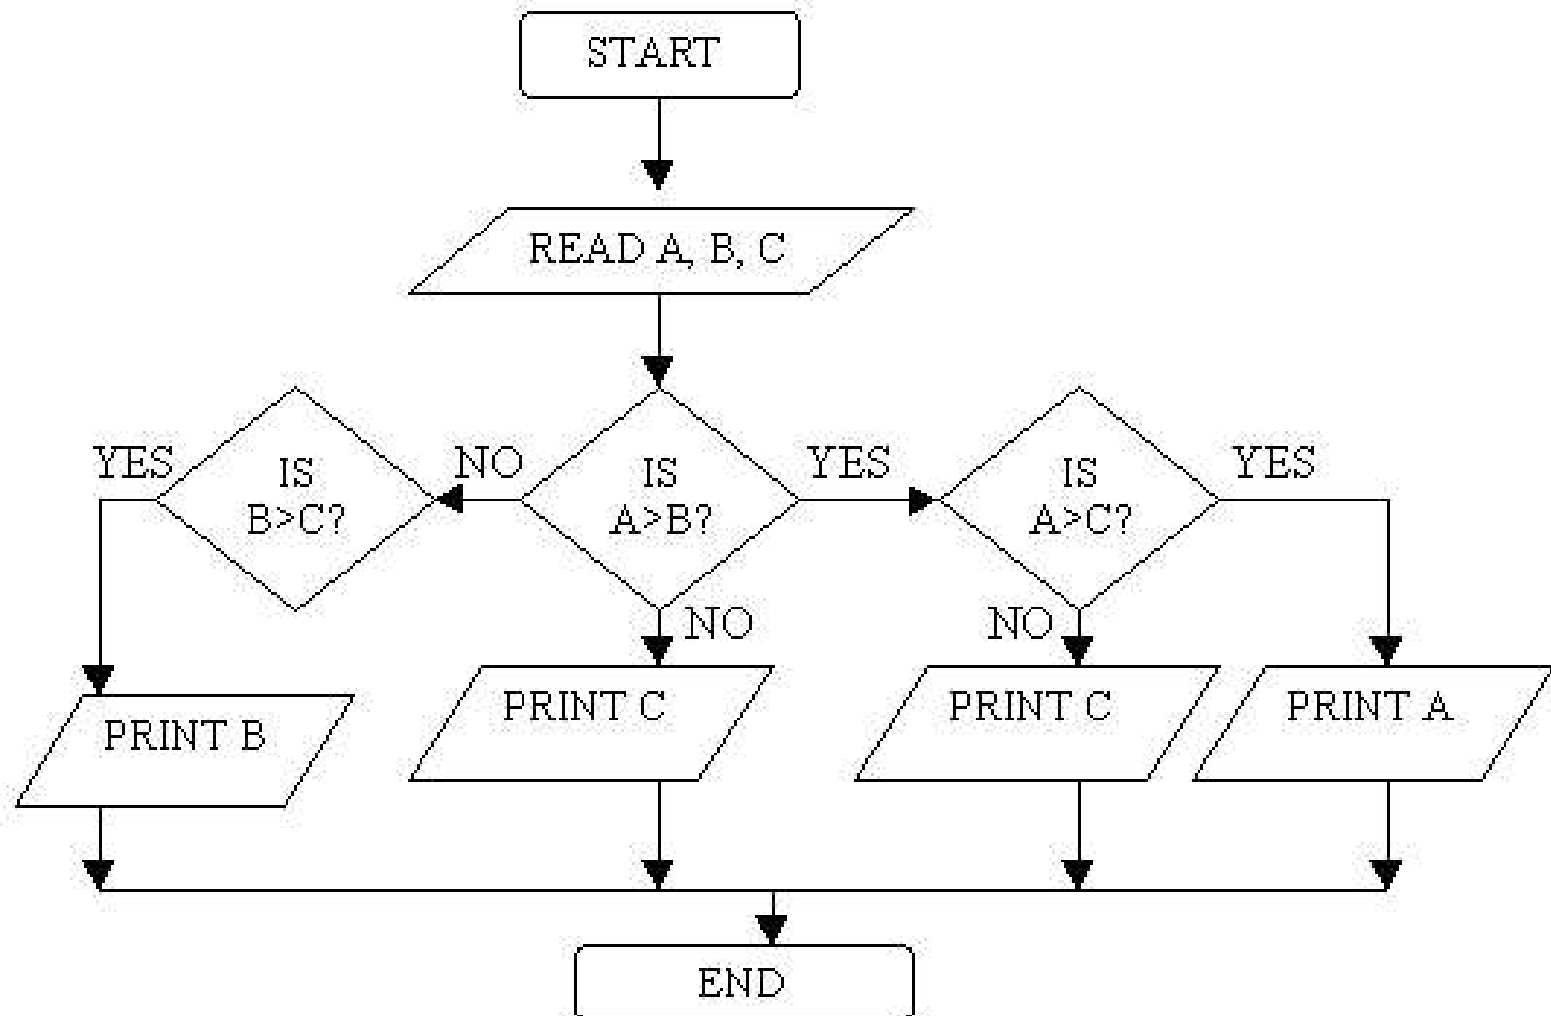 START
READ A, B, C
YES
IS
B>C?
NO
IS
A>B?
YES
IS
A>C?
YES
NO
NO
PRINT B
PRINT C
PRINT C
PRINT A
END